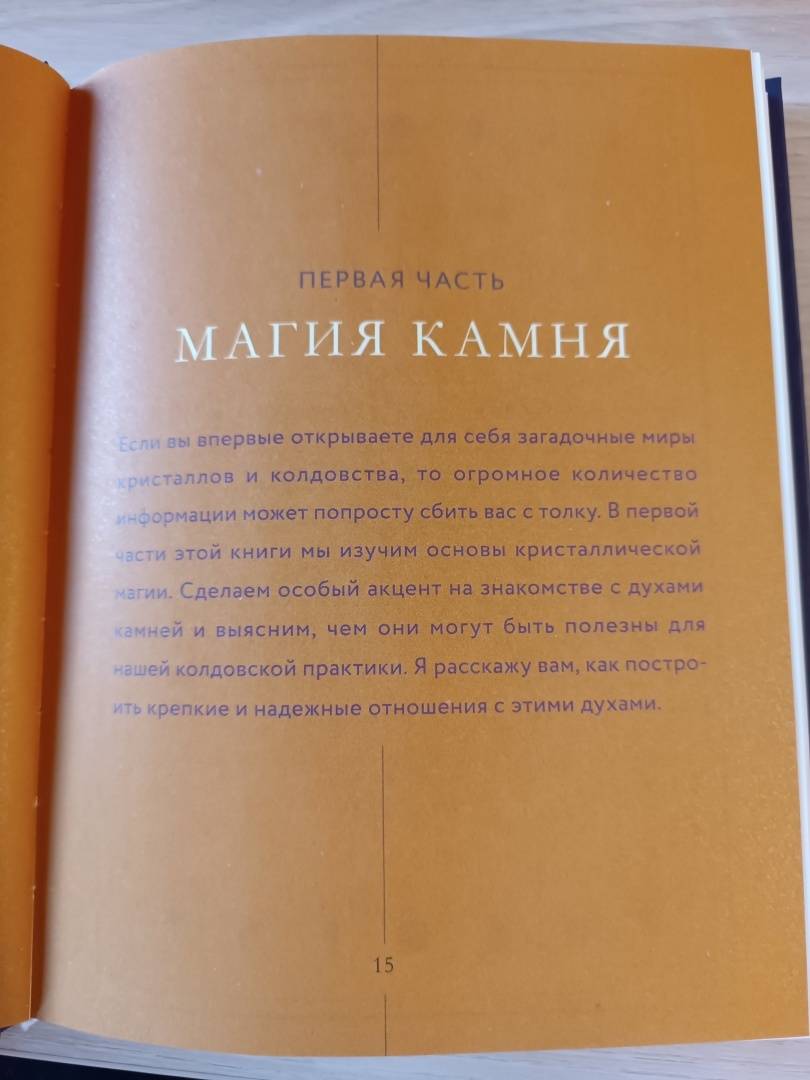 ПЕРВАЯ ЧАСТЬ
МАГИЯ КАМНЯ
Если вы впервые открываете для себя загадочные миры
кристаллов и колдовства, то огромное количество
информации может попросту сбить вас с толку. В первой
части этой книги мы изучим основы кристаллической
магии. Сделаем особый акцент на знакомстве с духами
камней и выясним, чем они могут быть полезны для
нашей колдовской практики. Я расскажу вам, как постро-
ить крепкие и надежные отношения с этими духами.
15